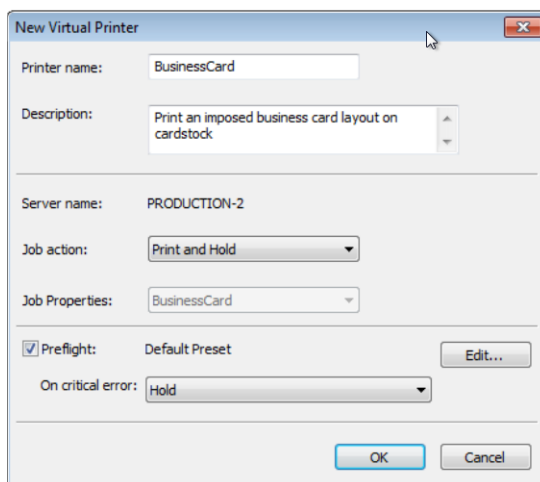 New Virtual Printer
Printer name: BusinessCard
Description: Print an imposed business card layout on
cardstock
Server name: PRODUCTION-2
Job action: Print and Hold
Job Properties: BusinessCard
Preflight: Default Preset Edit...
On critical error: Hold
OK Cancel